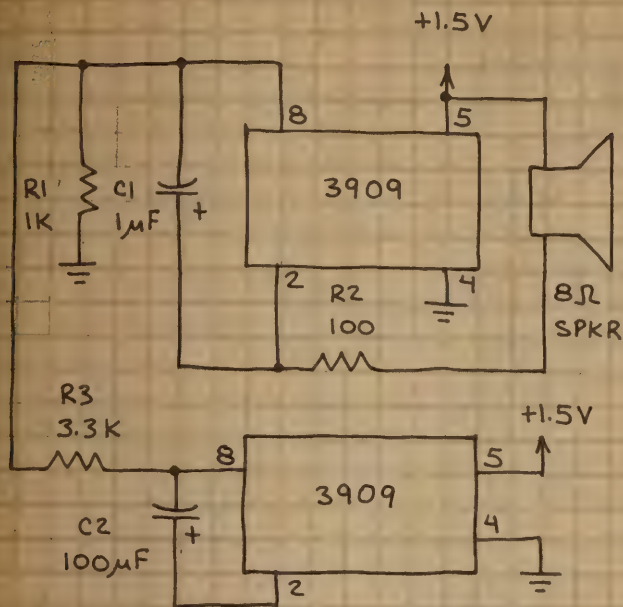 +1.5V
8
5
3909
R1
1K
C1
1µF
+
2
4
R2
100
8Ω
SPKR
R3
3.3K
+1.5V
8
5
3909
4
C2
100µF
+
2